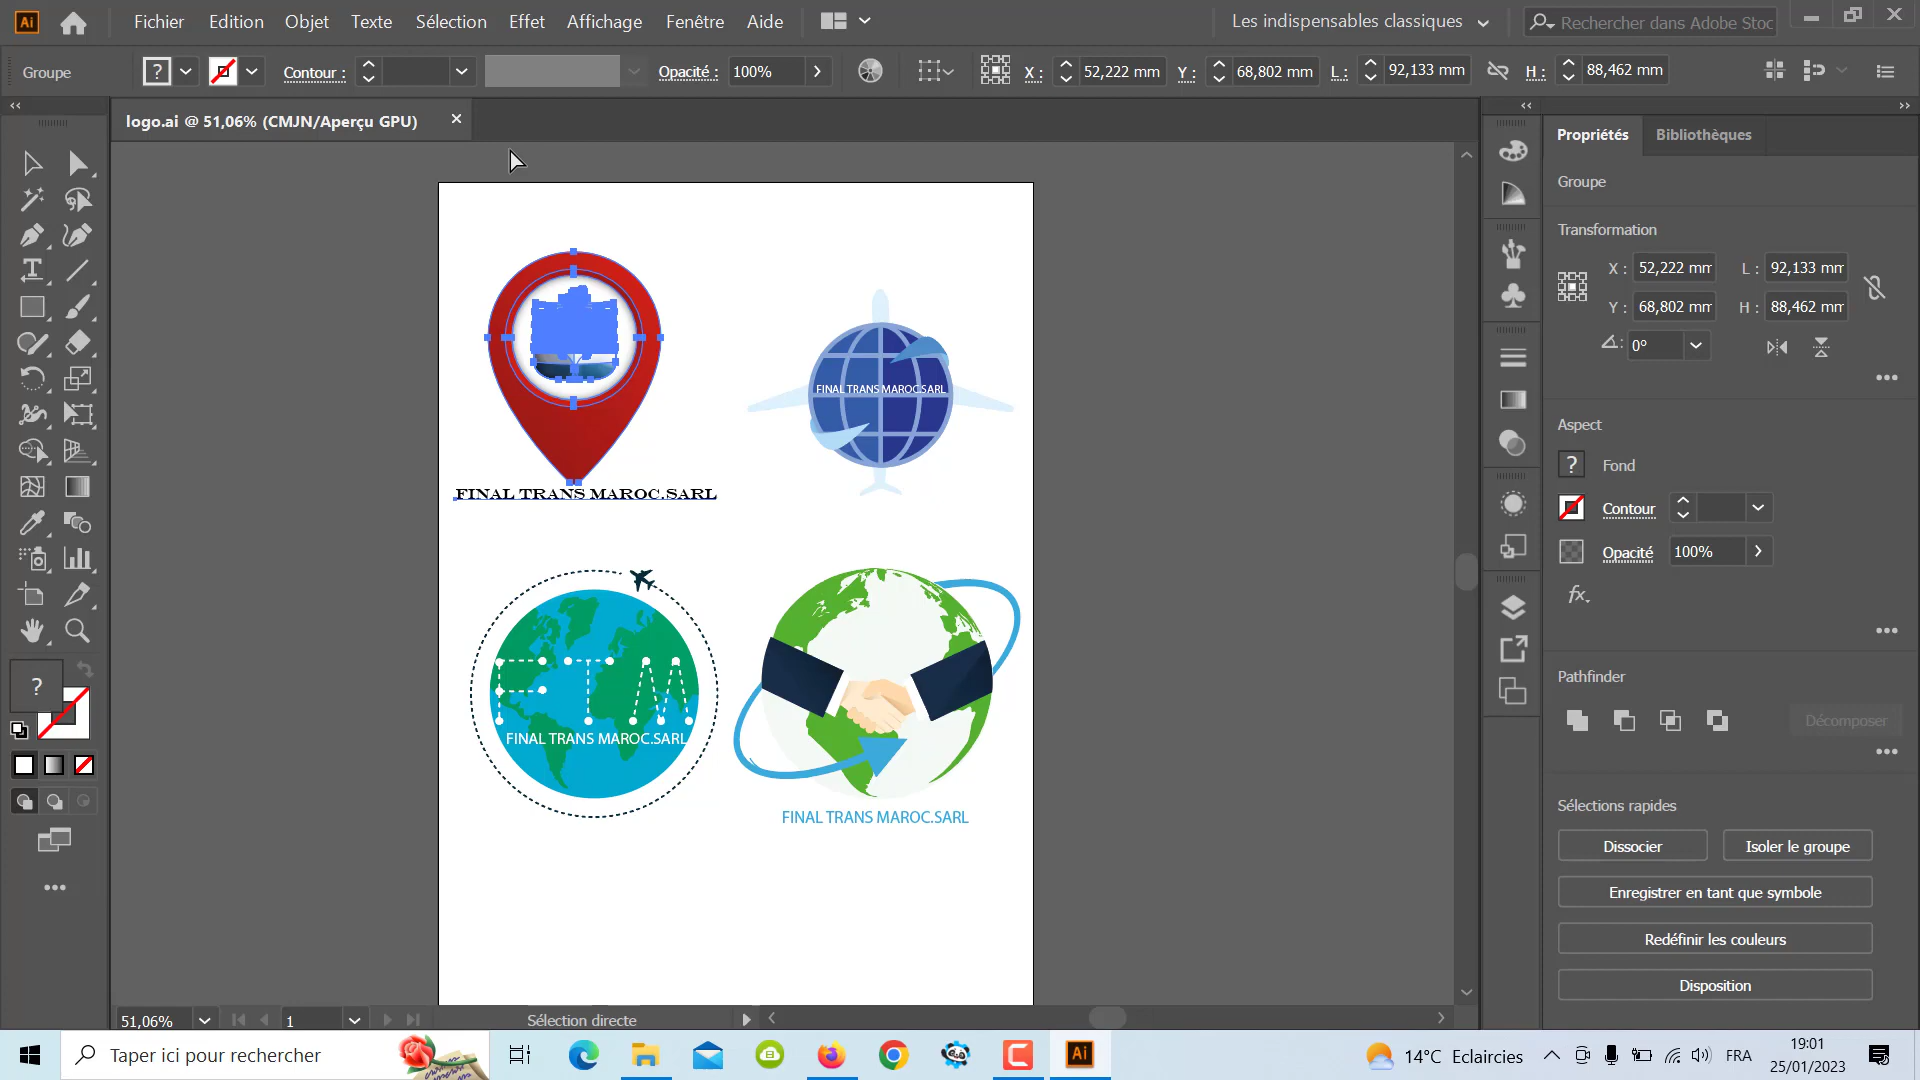 Ai Fichier Edition Objet Texte Sélection Effet Affichage Fenêtre Aide Les indispensables classiques Rechercher dans Adobe Stoc
Groupe ? Contour : Opacité : 100% X : 52,222 mm Y : 68,802 mm L : 92,133 mm H : 88,462 mm
logo.ai @ 51,06% (CMJN/Aperçu GPU)
Propriétés Bibliothèques
Groupe
Transformation
X : 52,222 mm L : 92,133 mm
Y : 68,802 mm H : 88,462 mm
0°
Aspect
? Fond
Contour
Opacité 100%
fx
Pathfinder
Décomposer
Sélections rapides
Dissocier Isoler le groupe
Enregistrer en tant que symbole
Redéfinir les couleurs
Disposition
FINAL TRANS MAROC.SARL
FINAL TRANS MAROC.SARL
FTM
FINAL TRANS MAROC.SARL
FINAL TRANS MAROC.SARL
?
51,06% 1 Sélection directe
Taper ici pour rechercher
Ai
14°C Eclaircies FRA 19:01
25/01/2023